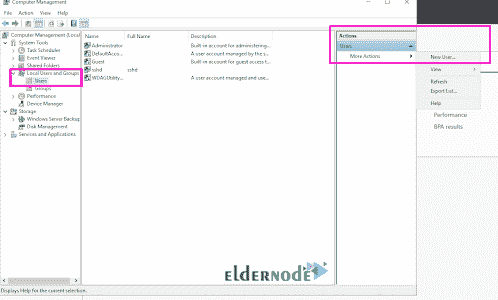 Computer Management
File Action View Help
Computer Management (Local
System Tools
Task Scheduler
Event Viewer
Shared Folders
Local Users and Groups
Users
Groups
Performance
Device Manager
Storage
Windows Server Backup
Disk Management
Services and Applications
Name Full Name Description
Administrator Built-in account for administering...
DefaultAcco... A user account managed by the s...
Guest Built-in account for guest access t...
sshd sshd
WDAGUtility... A user account managed and use...
Actions
Users
More Actions
New User...
View
Refresh
Export List...
Help
Performance
BPA results
eldernode
Displays Help for the current selection.